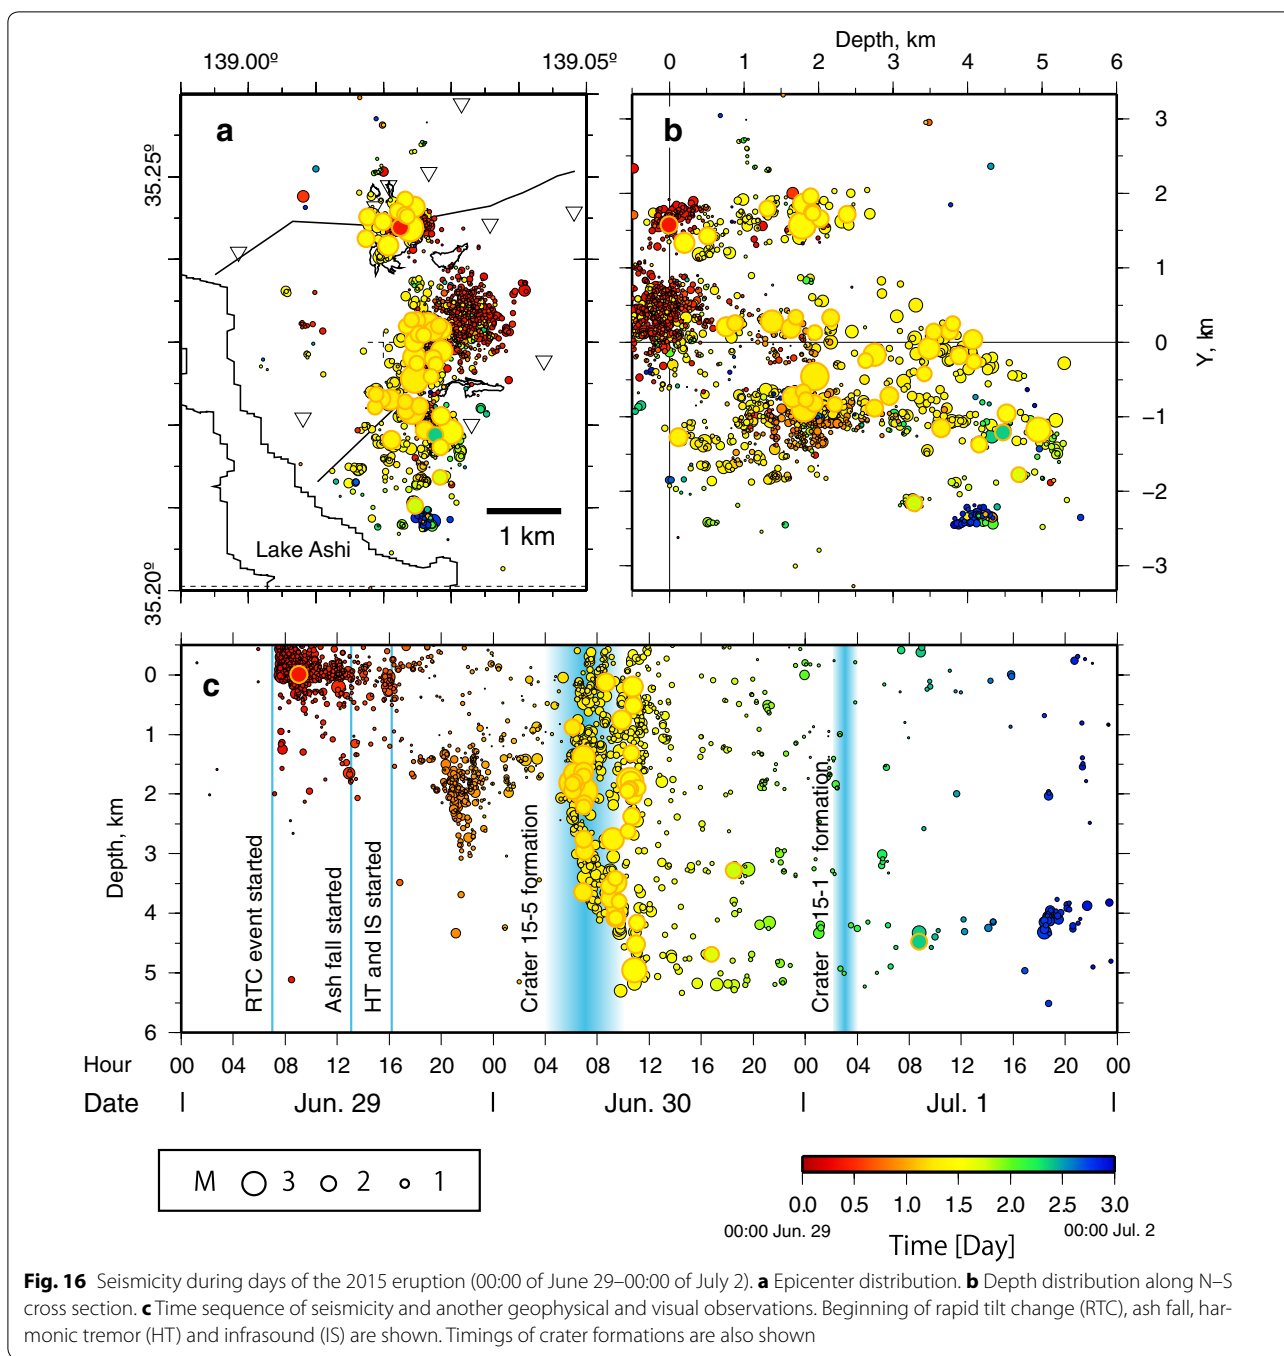 Depth, km
139.00º 139.05º 0 1 2 3 4 5 6
a b
35.25º
35.20º
3
2
1
0
−1
−2
−3
Y, km
Lake Ashi
1 km
c
0
1
2
3
4
5
6
Depth, km
RTC event started
Ash fall started
HT and IS started
Crater 15-5 formation
Crater 15-1 formation
Hour 00 04 08 12 16 20 00 04 08 12 16 20 00 04 08 12 16 20 00
Date Jun. 29 Jun. 30 Jul. 1
M 3 2 1
0.0 0.5 1.0 1.5 2.0 2.5 3.0
00:00 Jun. 29 00:00 Jul. 2
Time [Day]
Fig. 16 Seismicity during days of the 2015 eruption (00:00 of June 29–00:00 of July 2). a Epicenter distribution. b Depth distribution along N–S
cross section. c Time sequence of seismicity and another geophysical and visual observations. Beginning of rapid tilt change (RTC), ash fall, har-
monic tremor (HT) and infrasound (IS) are shown. Timings of crater formations are also shown